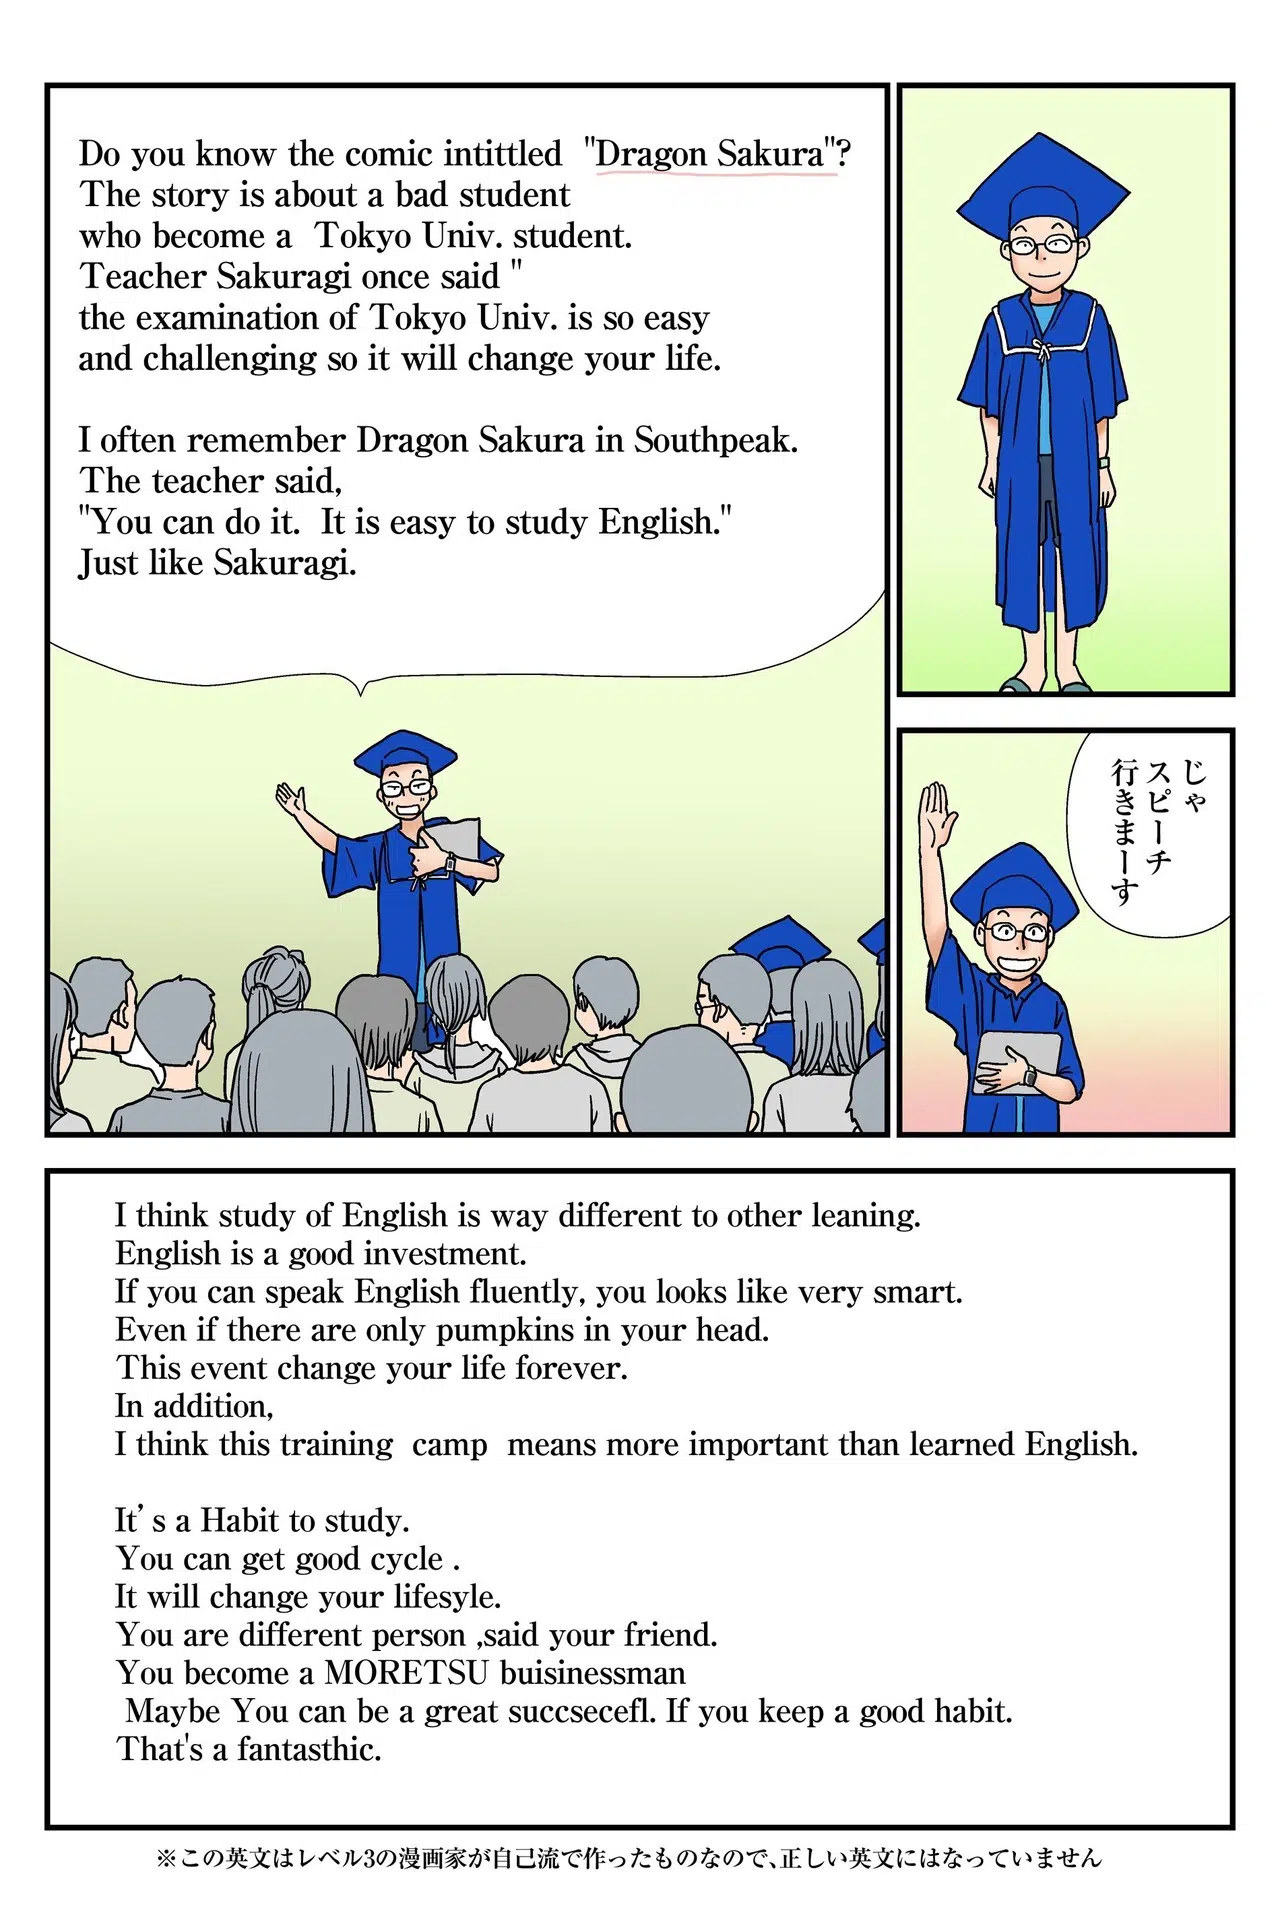 じゃ
スピーチ
行きまーす
Do you know the comic intittled "Dragon Sakura"?
The story is about a bad student
who become a Tokyo Univ. student.
Teacher Sakuragi once said "
the examination of Tokyo Univ. is so easy
and challenging so it will change your life.
I often remember Dragon Sakura in Southpeak.
The teacher said,
"You can do it. It is easy to study English."
Just like Sakuragi.
I think study of English is way different to other leaning.
English is a good investment.
If you can speak English fluently, you looks like very smart.
Even if there are only pumpkins in your head.
This event change your life forever.
In addition,
I think this training camp means more important than learned English.
It's a Habit to study.
You can get good cycle .
It will change your lifesyle.
You are different person ,said your friend.
You become a MORETSU buisinessman
Maybe You can be a great succsecefl. If you keep a good habit.
That's a fantasthic.
※この英文はレベル3の漫画家が自己流で作ったものなので、正しい英文にはなっていません